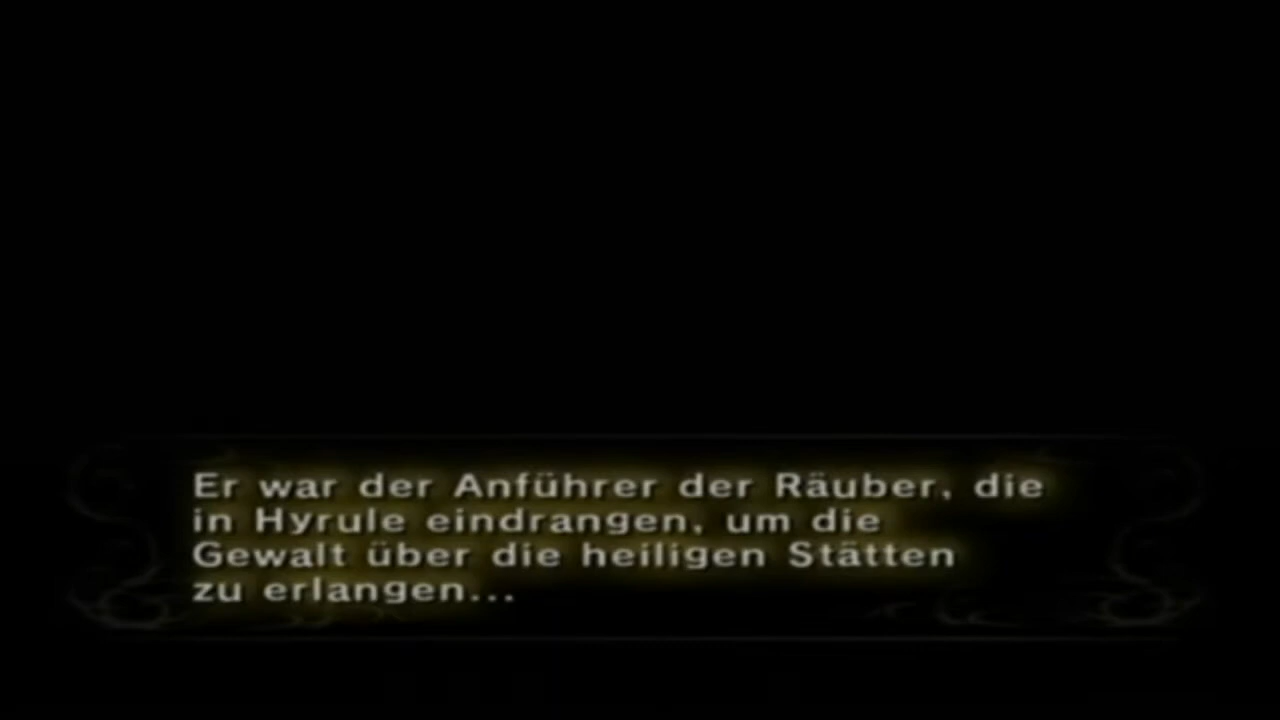 Er war der Anführer der Räuber, die
in Hyrule eindrangen, um die
Gewalt über die heiligen Stätten
zu erlangen...